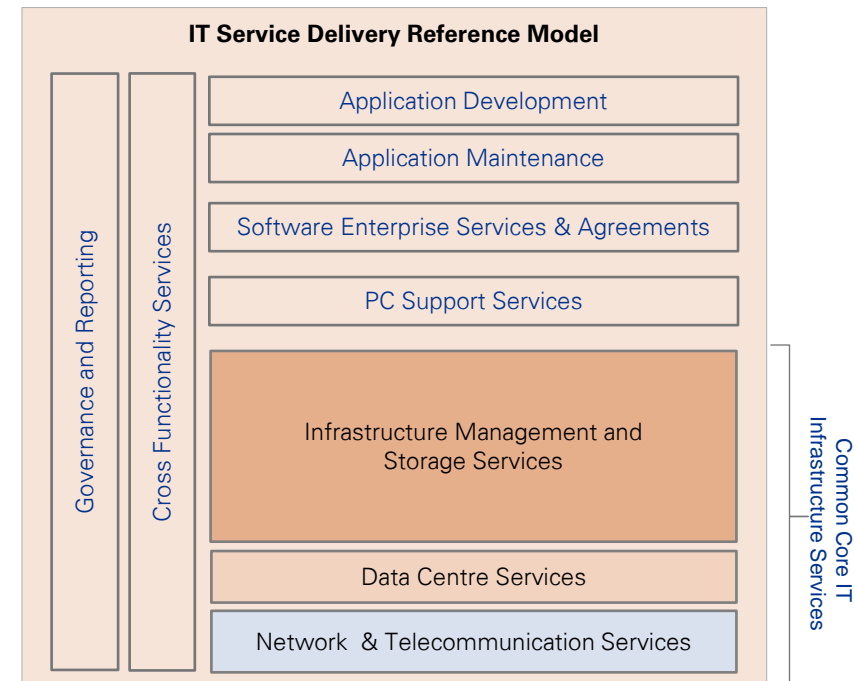 IT Service Delivery Reference Model
Governance and Reporting
Cross Functionality Services
Application Development
Application Maintenance
Software Enterprise Services & Agreements
PC Support Services
Infrastructure Management and
Storage Services
Data Centre Services
Network & Telecommunication Services
Common Core IT
Infrastructure Services